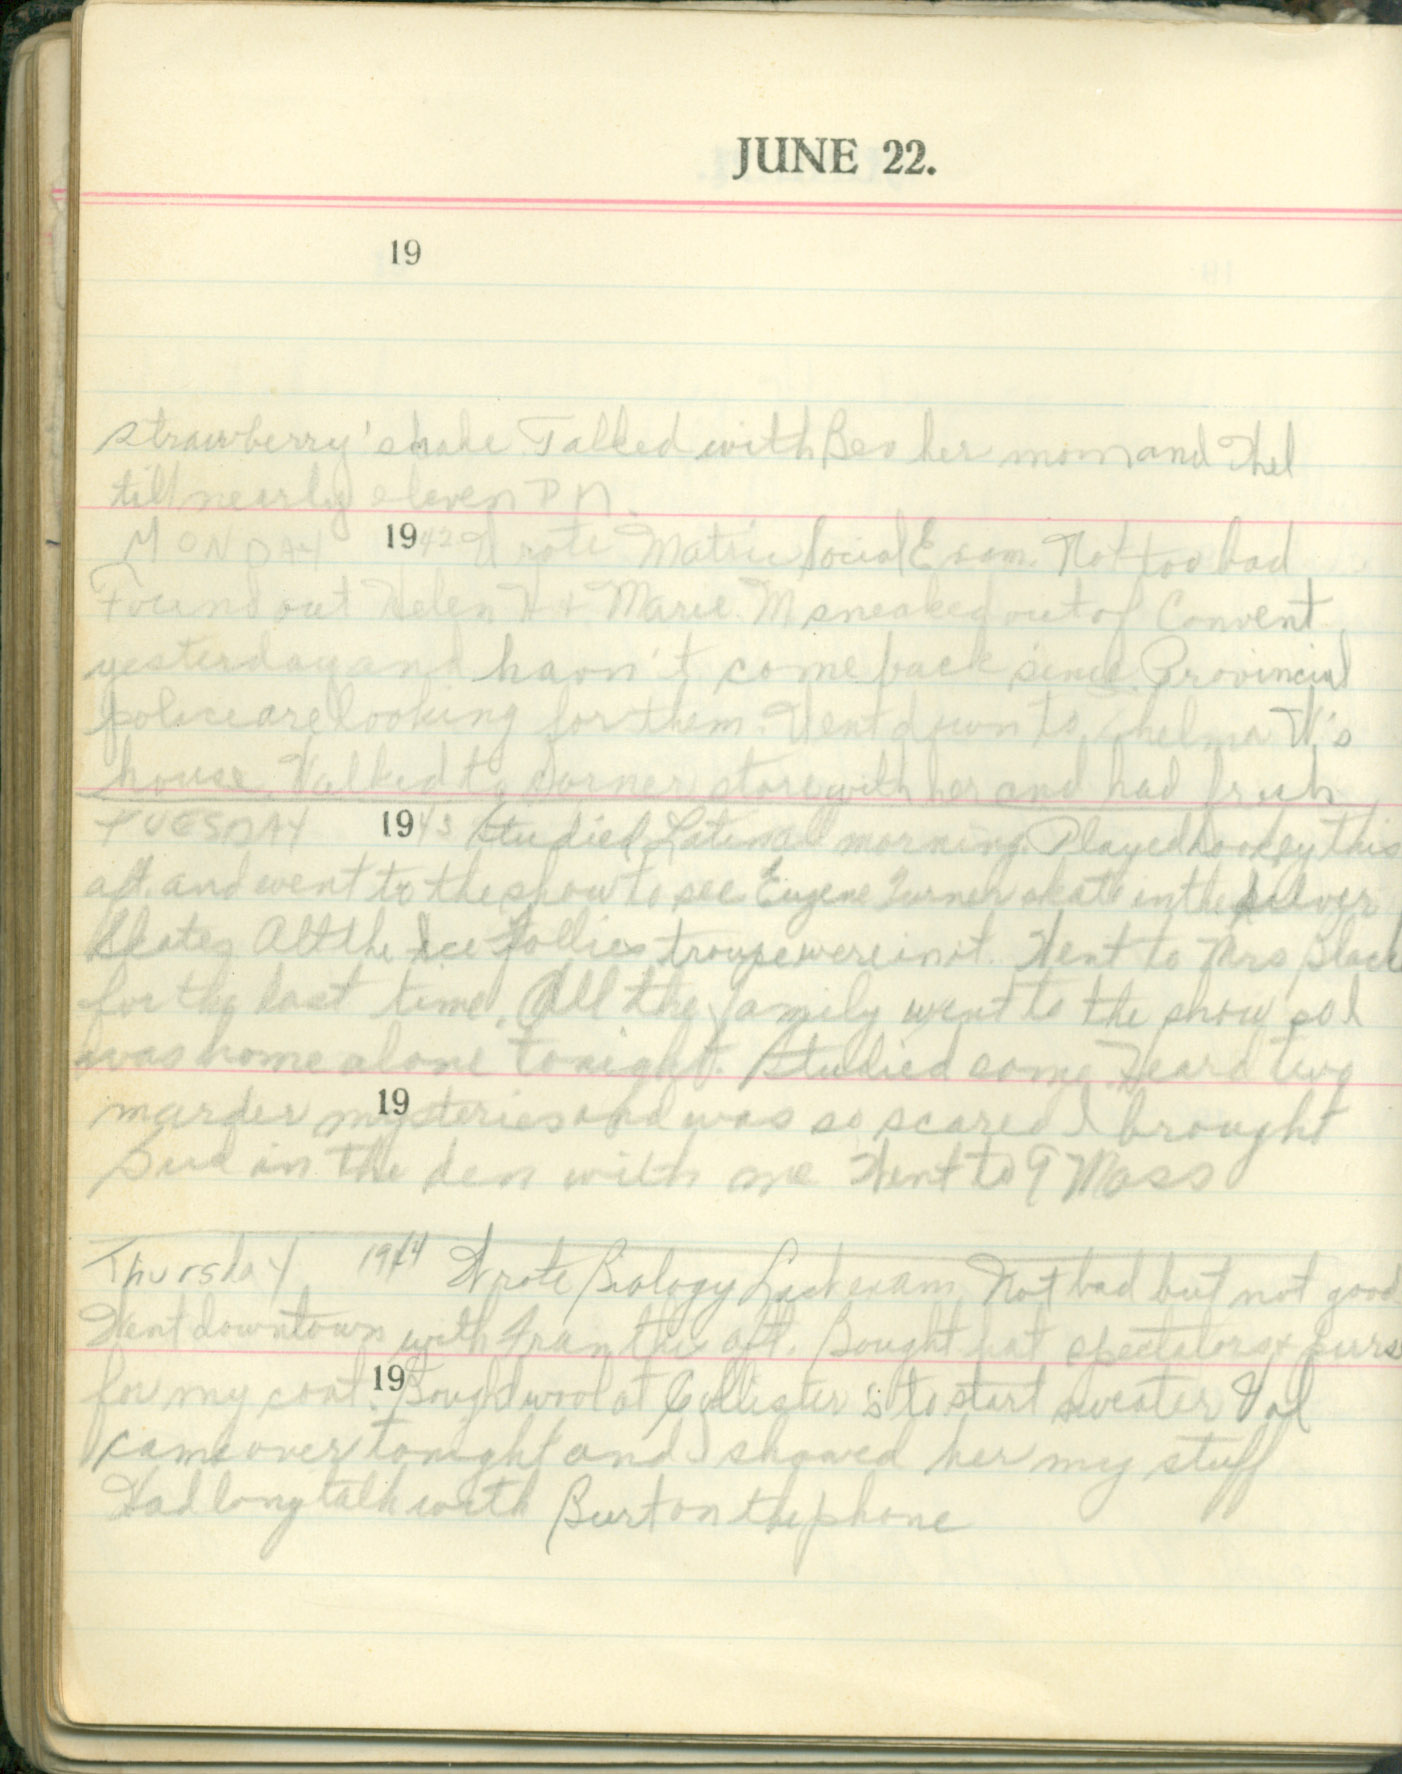 JUNE 22.
19
strawberry shake Talked with Bev her mom and Thel
till nearly eleven P M.
MONDAY 1942 Wrote Matric Social Exam. Not too bad
Found out Helen H + Marie M sneaked out of Convent
yesterday and havn't come back since. Provincial
police are looking for them. Went down to Thelma W's
house. Walked to corner store with her and had fresh
TUESDAY 1943 Studied Latin all morning. Played hookey this
aft. and went to the show to see Eugene Turner skate in the Silver
Skates All the Ice Follies troupe were in it. Went to Mrs Black
for the last time. All the family went to the show so I
was home alone tonight. Studied some Heard two
murder mysteries and was so scared I brought
19
in the den with me Went to 9 Mass
Thursday 1944 Wrote Biology exam Not bad but not good
Went downtown with Fran this aft. Bought hat spectators +
for my coat. Bought wool at to start sweater Val
19
came over tonight and I showed her my stuff
Had long talk with Burt on the phone